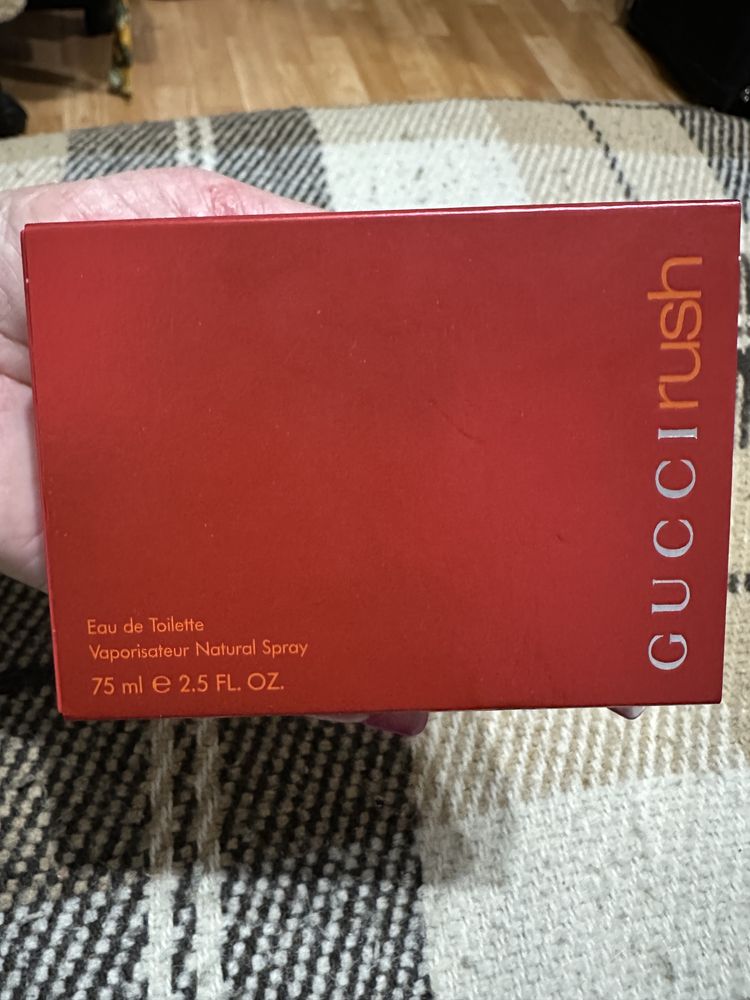 GUCCI rush
Eau de Toilette
Vaporisateur Natural Spray
75 ml ℮ 2.5 FL. OZ.